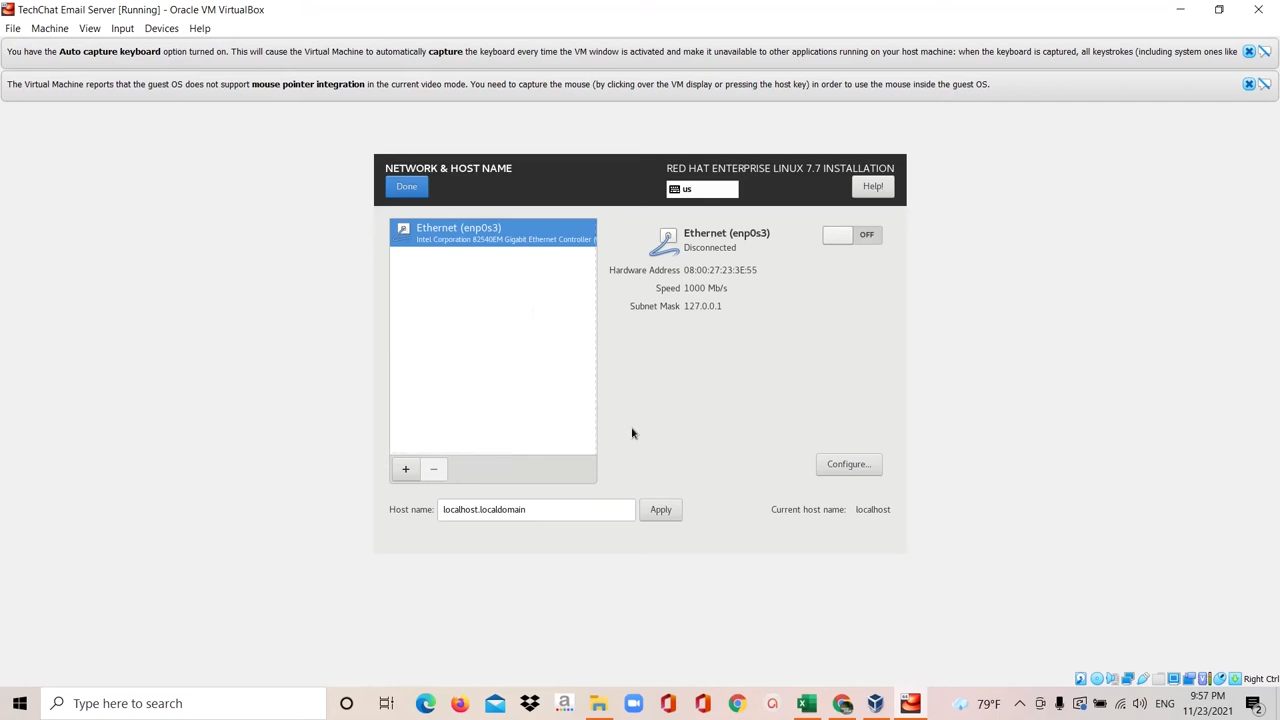 TechChat Email Server [Running] - Oracle VM VirtualBox
File Machine View Input Devices Help
You have the Auto capture keyboard option turned on. This will cause the Virtual Machine to automatically capture the keyboard every time the VM window is activated and make it unavailable to other applications running on your host machine: when the keyboard is captured, all keystrokes (including system ones like
The Virtual Machine reports that the guest OS does not support mouse pointer integration in the current video mode. You need to capture the mouse (by clicking over the VM display or pressing the host key) in order to use the mouse inside the guest OS.
NETWORK & HOST NAME
RED HAT ENTERPRISE LINUX 7.7 INSTALLATION
Done
us
Help!
Ethernet (enp0s3)
Intel Corporation 82540EM Gigabit Ethernet Controller (
Ethernet (enp0s3)
Disconnected
OFF
Hardware Address 08:00:27:23:3E:55
Speed 1000 Mb/s
Subnet Mask 127.0.0.1
+ −
Configure...
Host name: localhost.localdomain
Apply
Current host name: localhost
Right Ctrl
Type here to search
79°F
ENG
9:57 PM
11/23/2021
2